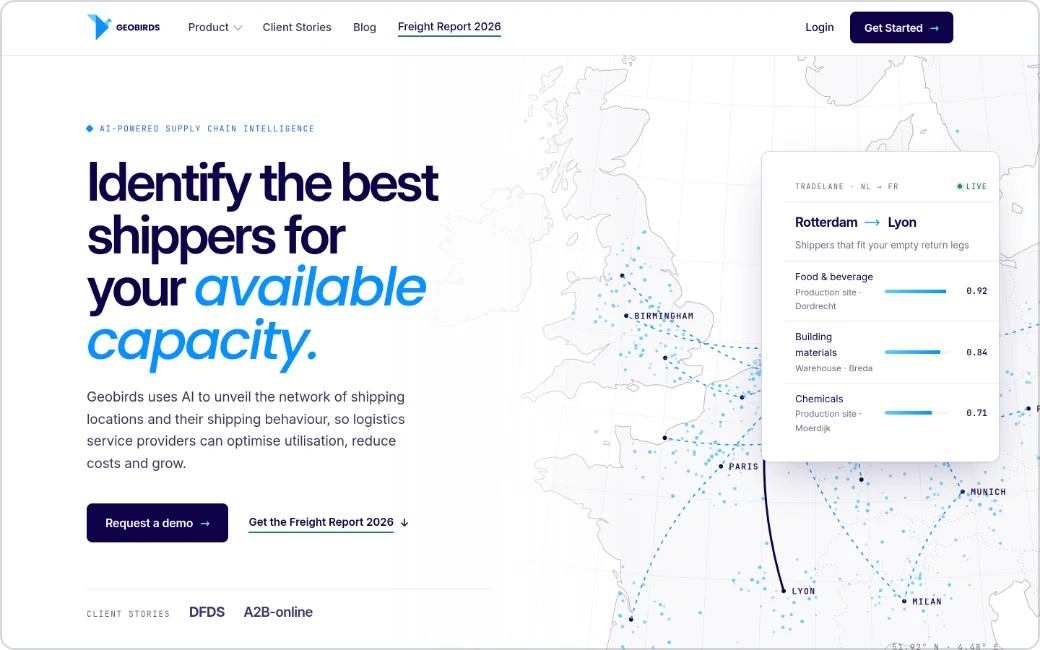 GEOBIRDS
Product
Client Stories
Blog
Freight Report 2026
Login
Get Started →
AI-POWERED SUPPLY CHAIN INTELLIGENCE
Identify the best
shippers for
your available
capacity.
Geobirds uses AI to unveil the network of shipping
locations and their shipping behaviour, so logistics
service providers can optimise utilisation, reduce
costs and grow.
Request a demo →
Get the Freight Report 2026 ↓
CLIENT STORIES
DFDS
A2B-online
TRADELANE · NL → FR
LIVE
Rotterdam → Lyon
Shippers that fit your empty return legs
Food & beverage
Production site ·
Dordrecht
0.92
Building
materials
Warehouse · Breda
0.84
Chemicals
Production site ·
Moerdijk
0.71
BIRMINGHAM
PARIS
MUNICH
LYON
MILAN
51.92° N · 4.48° E